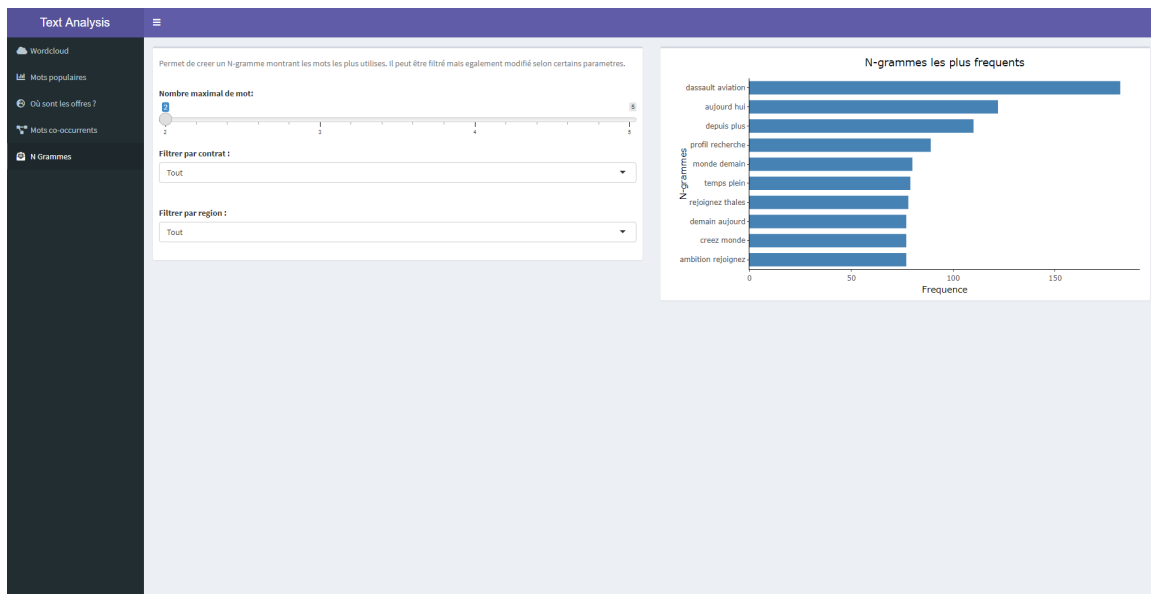 Text Analysis
Wordcloud
Mots populaires
Où sont les offres ?
Mots co-occurrents
N Grammes
Permet de creer un N-gramme montrant les mots les plus utilises. Il peut être filtré mais egalement modifié selon certains parametres.
Nombre maximal de mot:
2 5
2 3 4 5
Filtrer par contrat :
Tout
Filtrer par region :
Tout
N-grammes les plus frequents
N-grammes
dassault aviation
aujourd hui
depuis plus
profil recherche
monde demain
temps plein
rejoignez thales
demain aujourd
creez monde
ambition rejoignez
0 50 100 150
Frequence